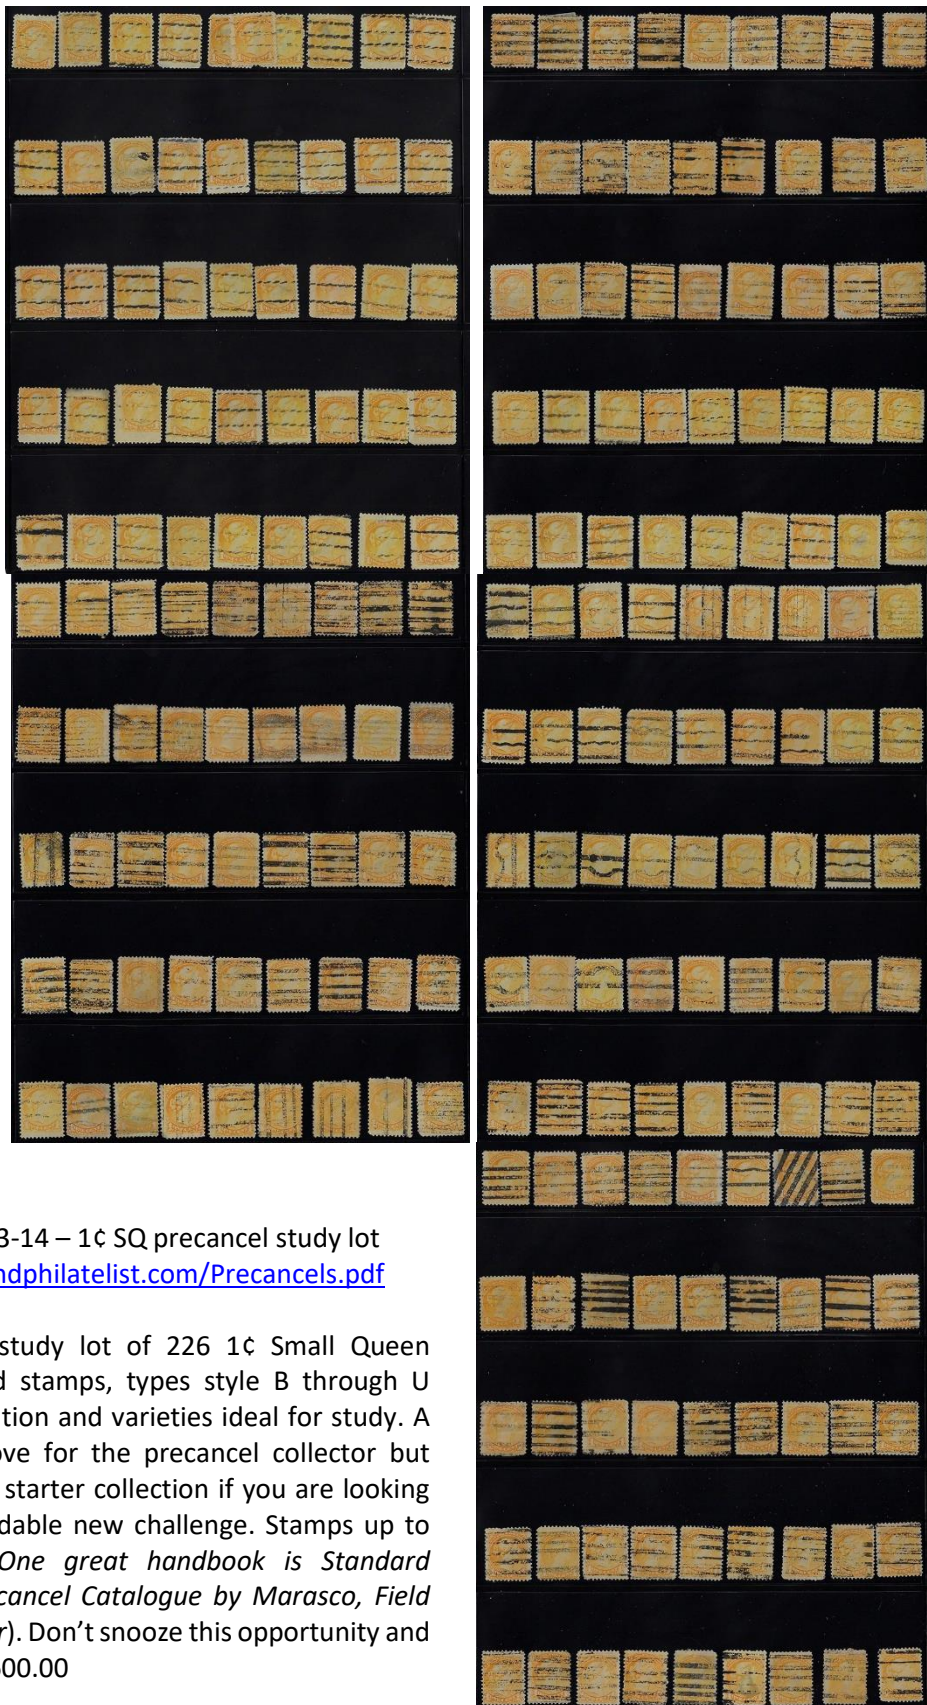 3-14 – 1¢ SQ precancel study lot
ndphilatelist.com/Precancels.pdf
study lot of 226 1¢ Small Queen
d stamps, types style B through U
tion and varieties ideal for study. A
ove for the precancel collector but
starter collection if you are looking
dable new challenge. Stamps up to
One great handbook is Standard
cancel Catalogue by Marasco, Field
r). Don’t snooze this opportunity and
500.00